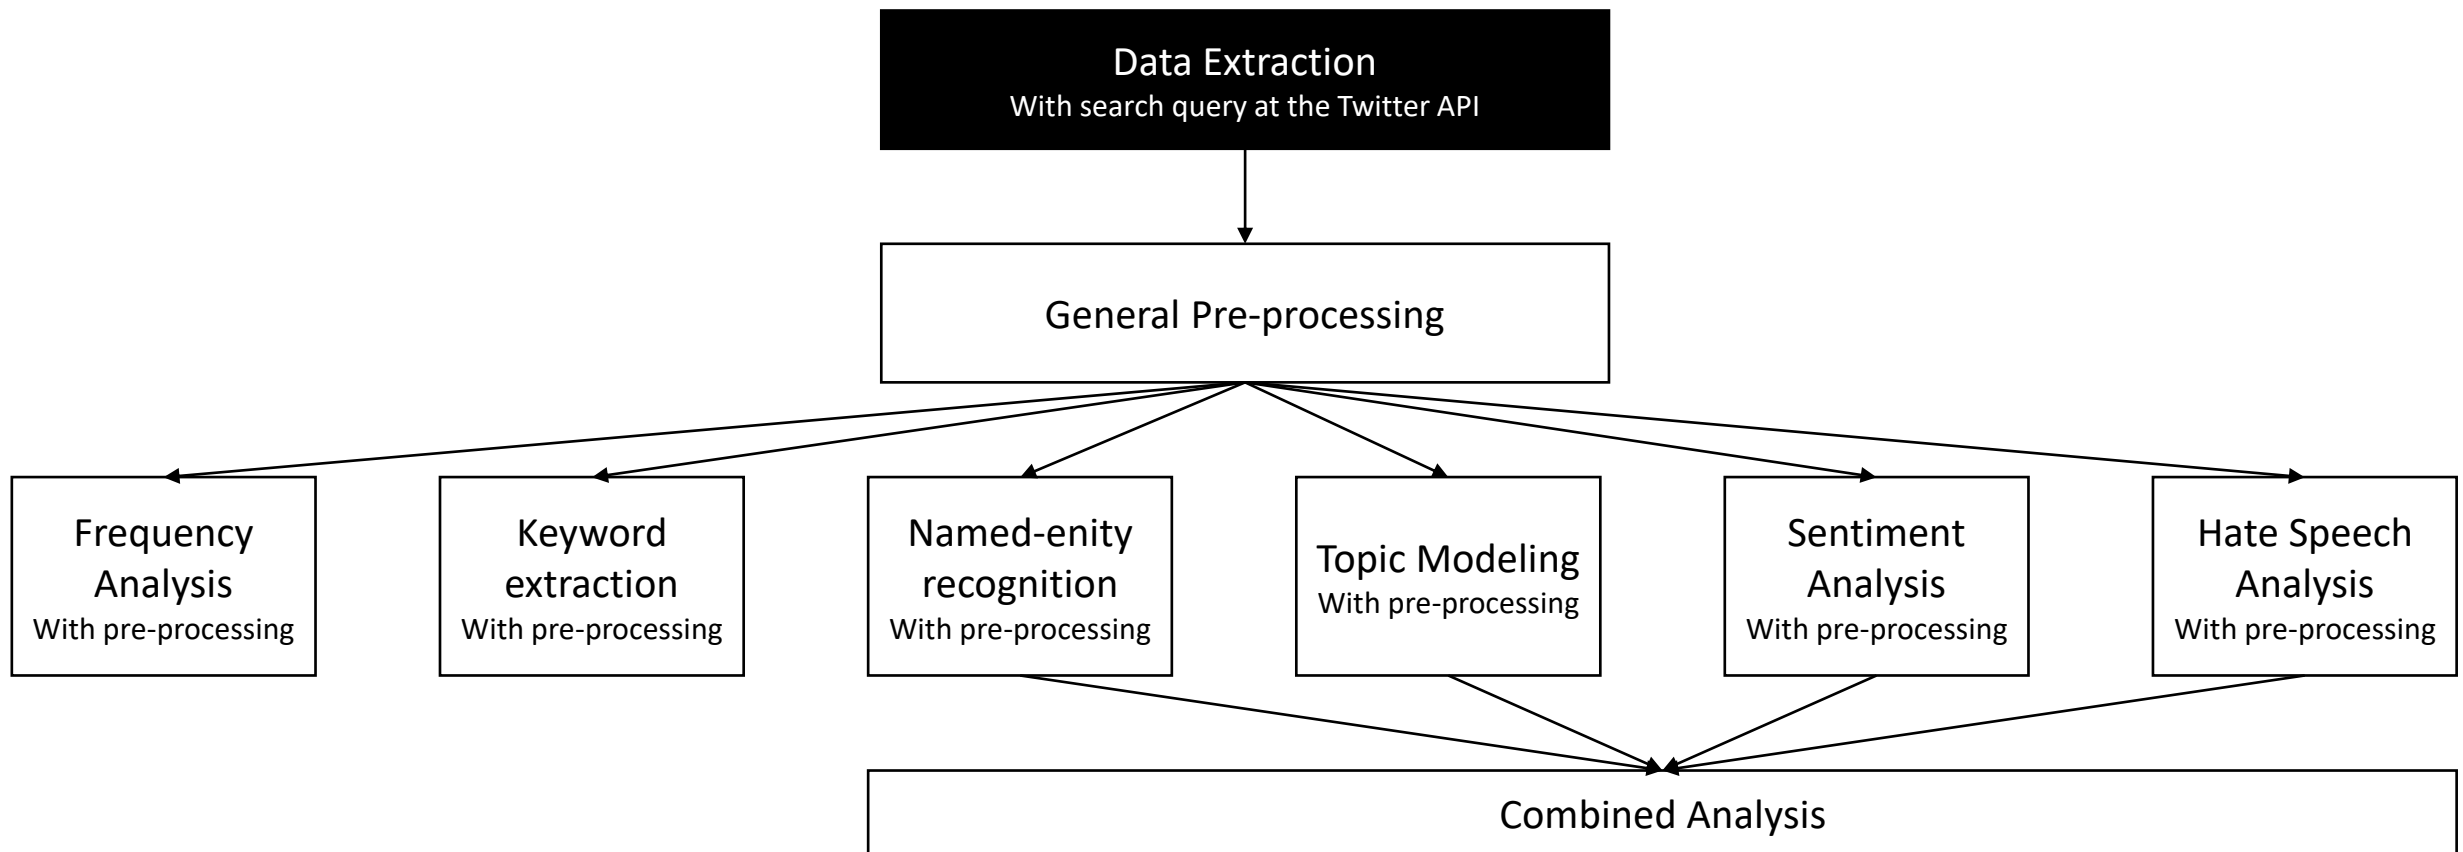 Data Extraction
With search query at the Twitter API
General Pre-processing
Frequency
Analysis
With pre-processing
Keyword
extraction
With pre-processing
Named-enity
recognition
With pre-processing
Topic Modeling
With pre-processing
Sentiment
Analysis
With pre-processing
Hate Speech
Analysis
With pre-processing
Combined Analysis